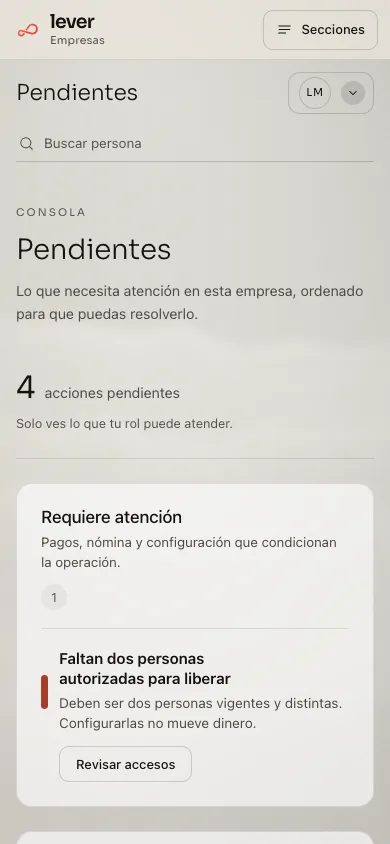 lever
Empresas
Secciones
Pendientes
LM
Buscar persona
CONSOLA
Pendientes
Lo que necesita atención en esta empresa, ordenado
para que puedas resolverlo.
4 acciones pendientes
Solo ves lo que tu rol puede atender.
Requiere atención
Pagos, nómina y configuración que condicionan
la operación.
1
Faltan dos personas
autorizadas para liberar
Deben ser dos personas vigentes y distintas.
Configurarlas no mueve dinero.
Revisar accesos